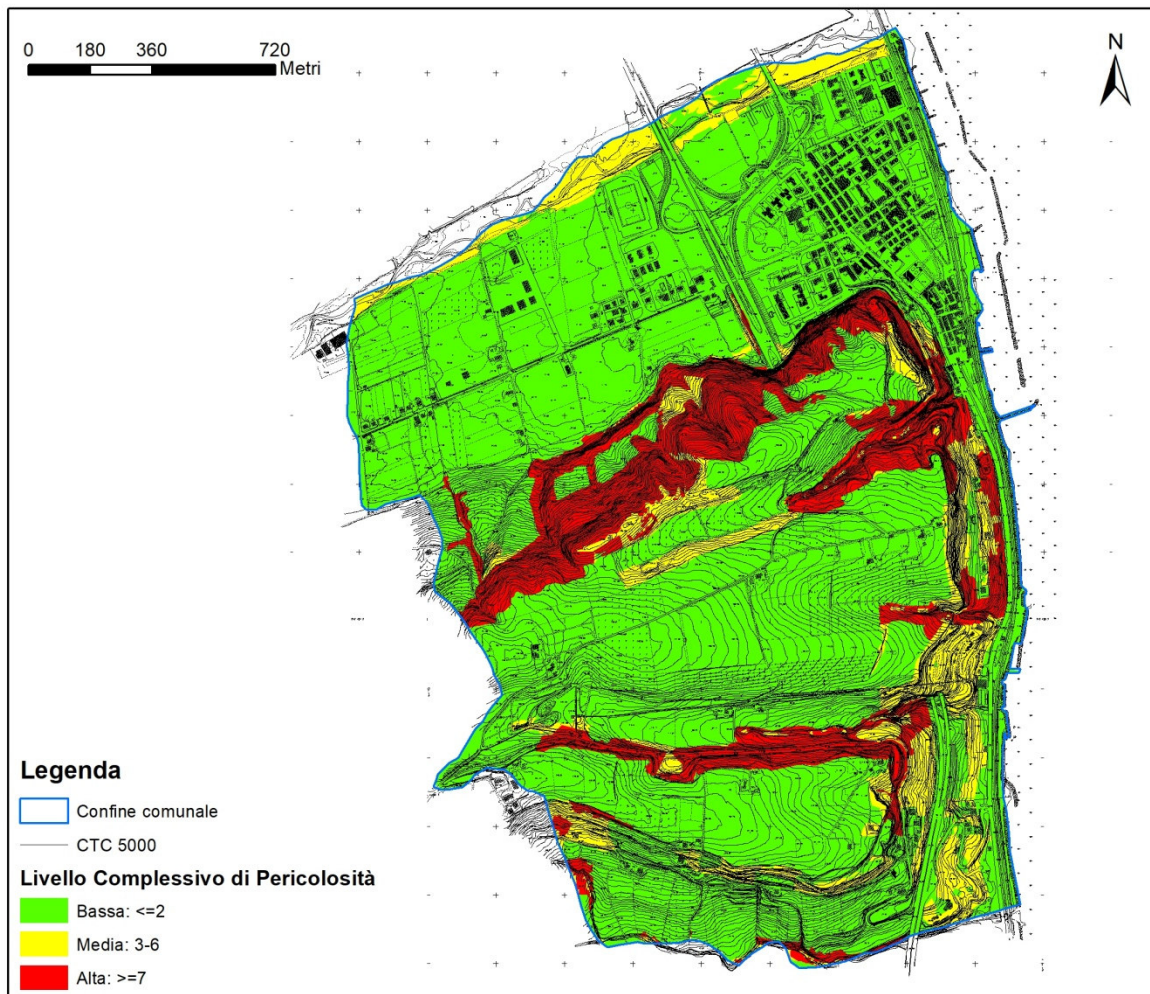 0 180 360 720
Metri
N
Legenda
Confine comunale
CTC 5000
Livello Complessivo di Pericolosità
Bassa: <=2
Media: 3-6
Alta: >=7